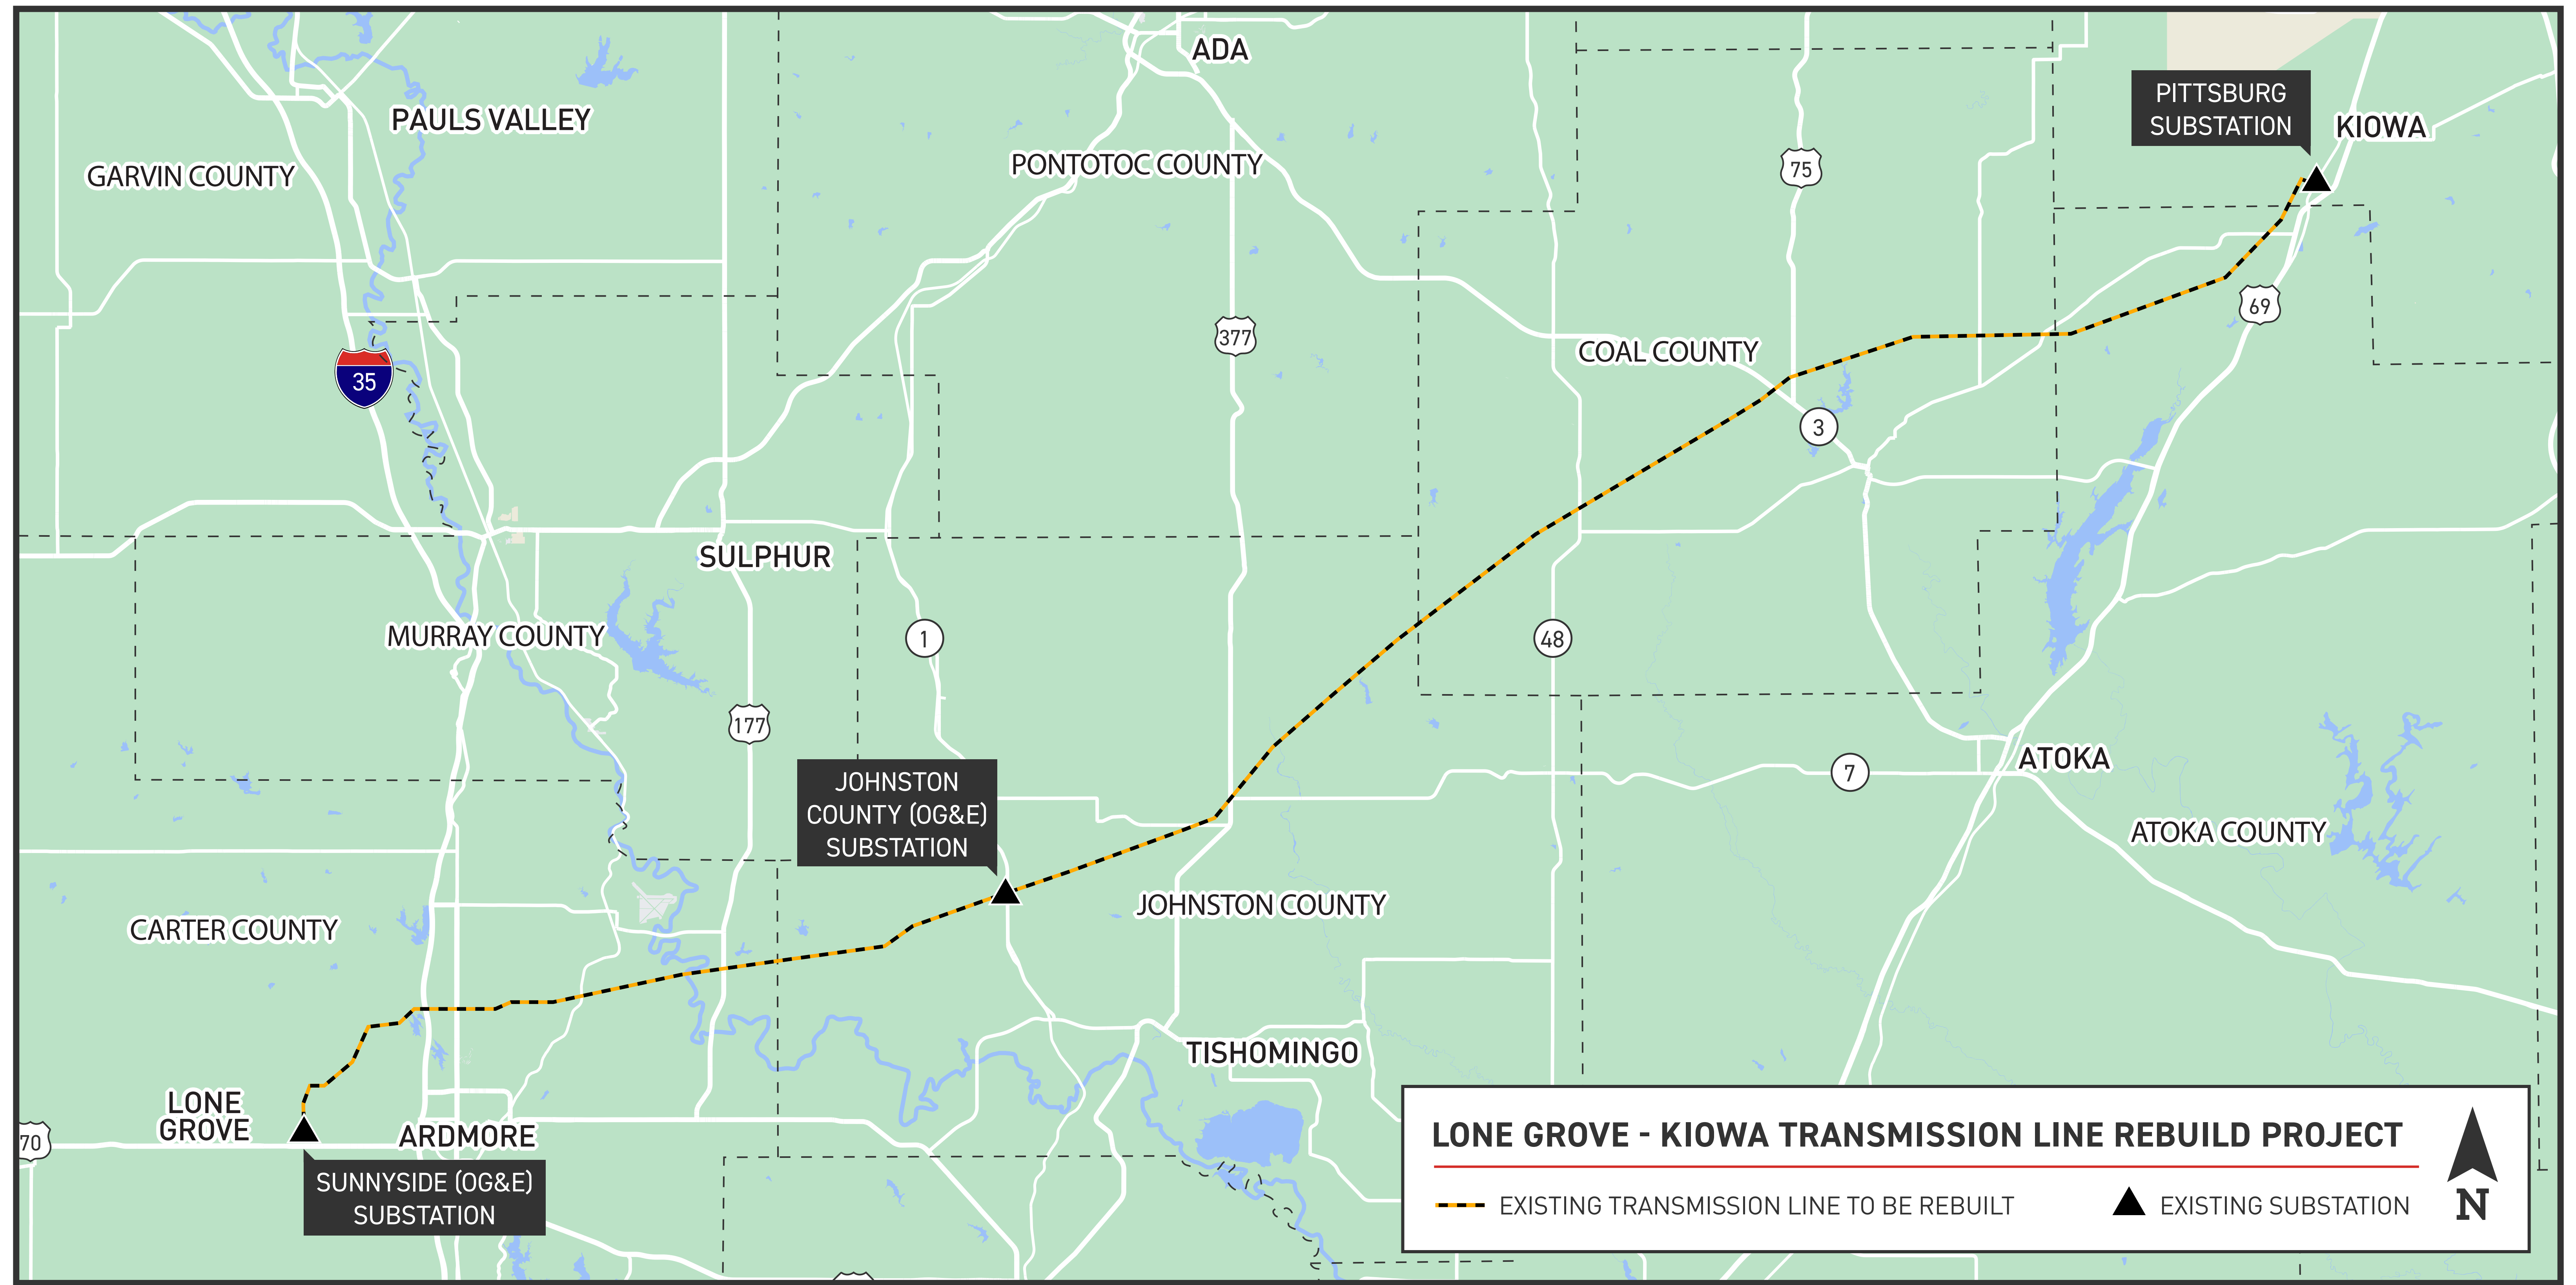 ADA
PITTSBURG
SUBSTATION
PAULS VALLEY
KIOWA
GARVIN COUNTY
PONTOTOC COUNTY
75
69
377
COAL COUNTY
35
3
SULPHUR
MURRAY COUNTY
1
48
177
JOHNSTON
COUNTY (OG&E)
SUBSTATION
7
ATOKA
ATOKA COUNTY
CARTER COUNTY
JOHNSTON COUNTY
TISHOMINGO
LONE
GROVE
70
ARDMORE
SUNNYSIDE (OG&E)
SUBSTATION
LONE GROVE - KIOWA TRANSMISSION LINE REBUILD PROJECT
EXISTING TRANSMISSION LINE TO BE REBUILT
EXISTING SUBSTATION
N